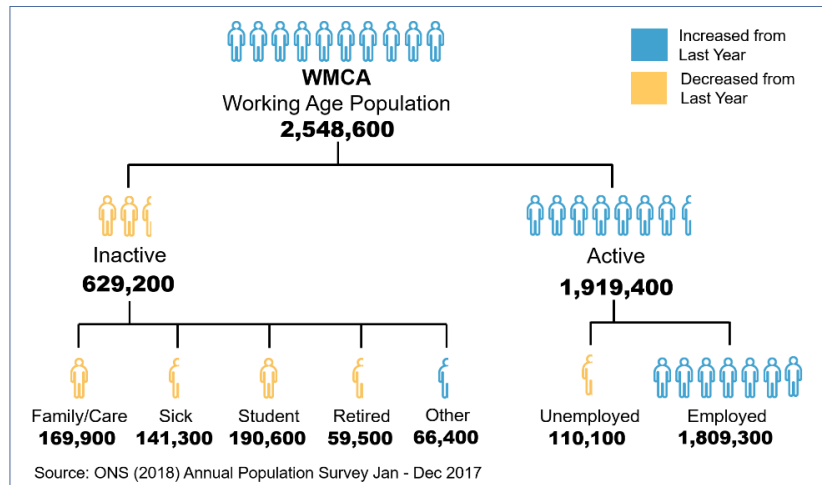 Increased from
Last Year
Decreased from
Last Year
WMCA
Working Age Population
2,548,600
Inactive
629,200
Active
1,919,400
Family/Care
169,900
Sick
141,300
Student
190,600
Retired
59,500
Other
66,400
Unemployed
110,100
Employed
1,809,300
Source: ONS (2018) Annual Population Survey Jan - Dec 2017